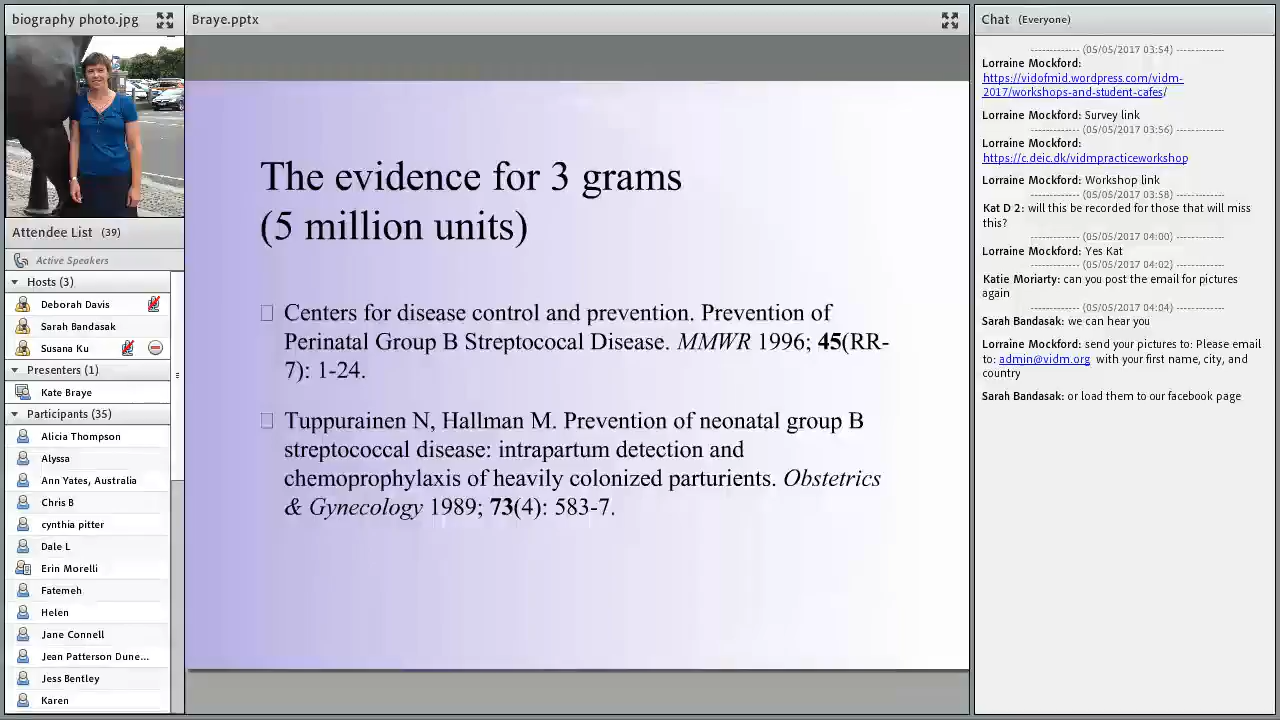 biography photo.jpg
Attendee List (39)
Active Speakers
Hosts (3)
Deborah Davis
Sarah Bandasak
Susana Ku
Presenters (1)
Kate Braye
Participants (35)
Alicia Thompson
Alyssa
Ann Yates, Australia
Chris B
cynthia pitter
Dale L
Erin Morelli
Fatemeh
Helen
Jane Connell
Jean Patterson Dune...
Jess Bentley
Karen
Braye.pptx
The evidence for 3 grams
(5 million units)
Centers for disease control and prevention. Prevention of
Perinatal Group B Streptococal Disease. MMWR 1996; 45(RR-
7): 1-24.
Tuppurainen N, Hallman M. Prevention of neonatal group B
streptococcal disease: intrapartum detection and
chemoprophylaxis of heavily colonized parturients. Obstetrics
& Gynecology 1989; 73(4): 583-7.
Chat (Everyone)
------------- (05/05/2017 03:54) -------------
Lorraine Mockford:
https://vidofmid.wordpress.com/vidm-
2017/workshops-and-student-cafes/
Lorraine Mockford: Survey link
------------- (05/05/2017 03:56) -------------
Lorraine Mockford:
https://c.deic.dk/vidmpracticeworkshop
Lorraine Mockford: Workshop link
------------- (05/05/2017 03:58) -------------
Kat D 2: will this be recorded for those that will miss
this?
------------- (05/05/2017 04:00) -------------
Lorraine Mockford: Yes Kat
------------- (05/05/2017 04:02) -------------
Katie Moriarty: can you post the email for pictures
again
------------- (05/05/2017 04:04) -------------
Sarah Bandasak: we can hear you
Lorraine Mockford: send your pictures to: Please email
to: admin@vidm.org with your first name, city, and
country
Sarah Bandasak: or load them to our facebook page